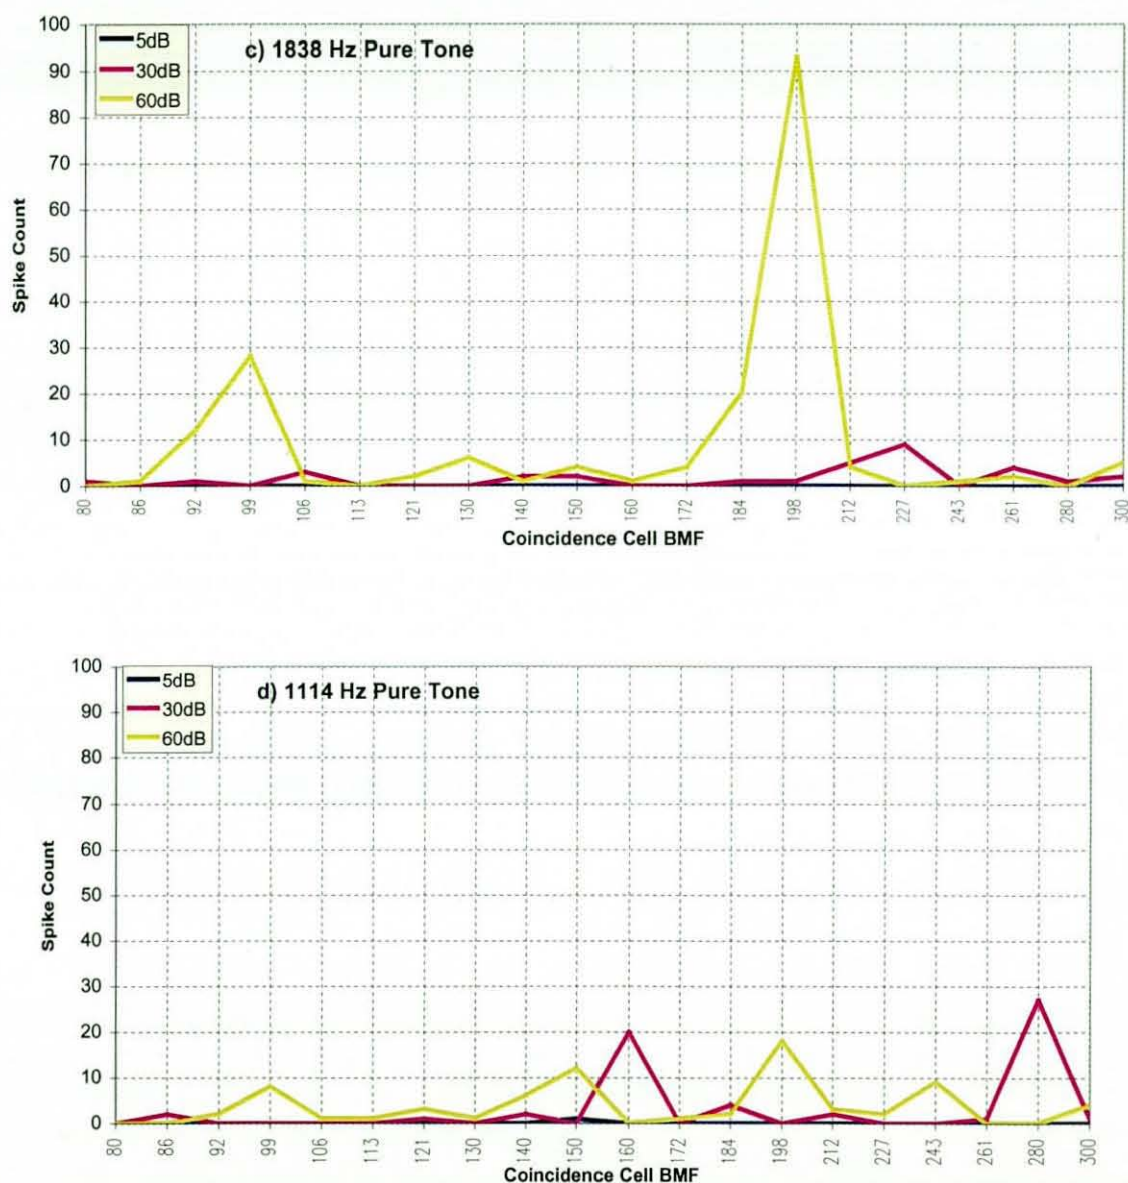 c) 1838 Hz Pure Tone
5dB
30dB
60dB
100
90
80
70
60
50
40
30
20
10
0
Spike Count
80 86 92 99 106 113 121 130 140 150 160 172 184 198 212 227 243 261 280 300
Coincidence Cell BMF
d) 1114 Hz Pure Tone
5dB
30dB
60dB
100
90
80
70
60
50
40
30
20
10
0
Spike Count
80 86 92 99 106 113 121 130 140 150 160 172 184 198 212 227 243 261 280 300
Coincidence Cell BMF